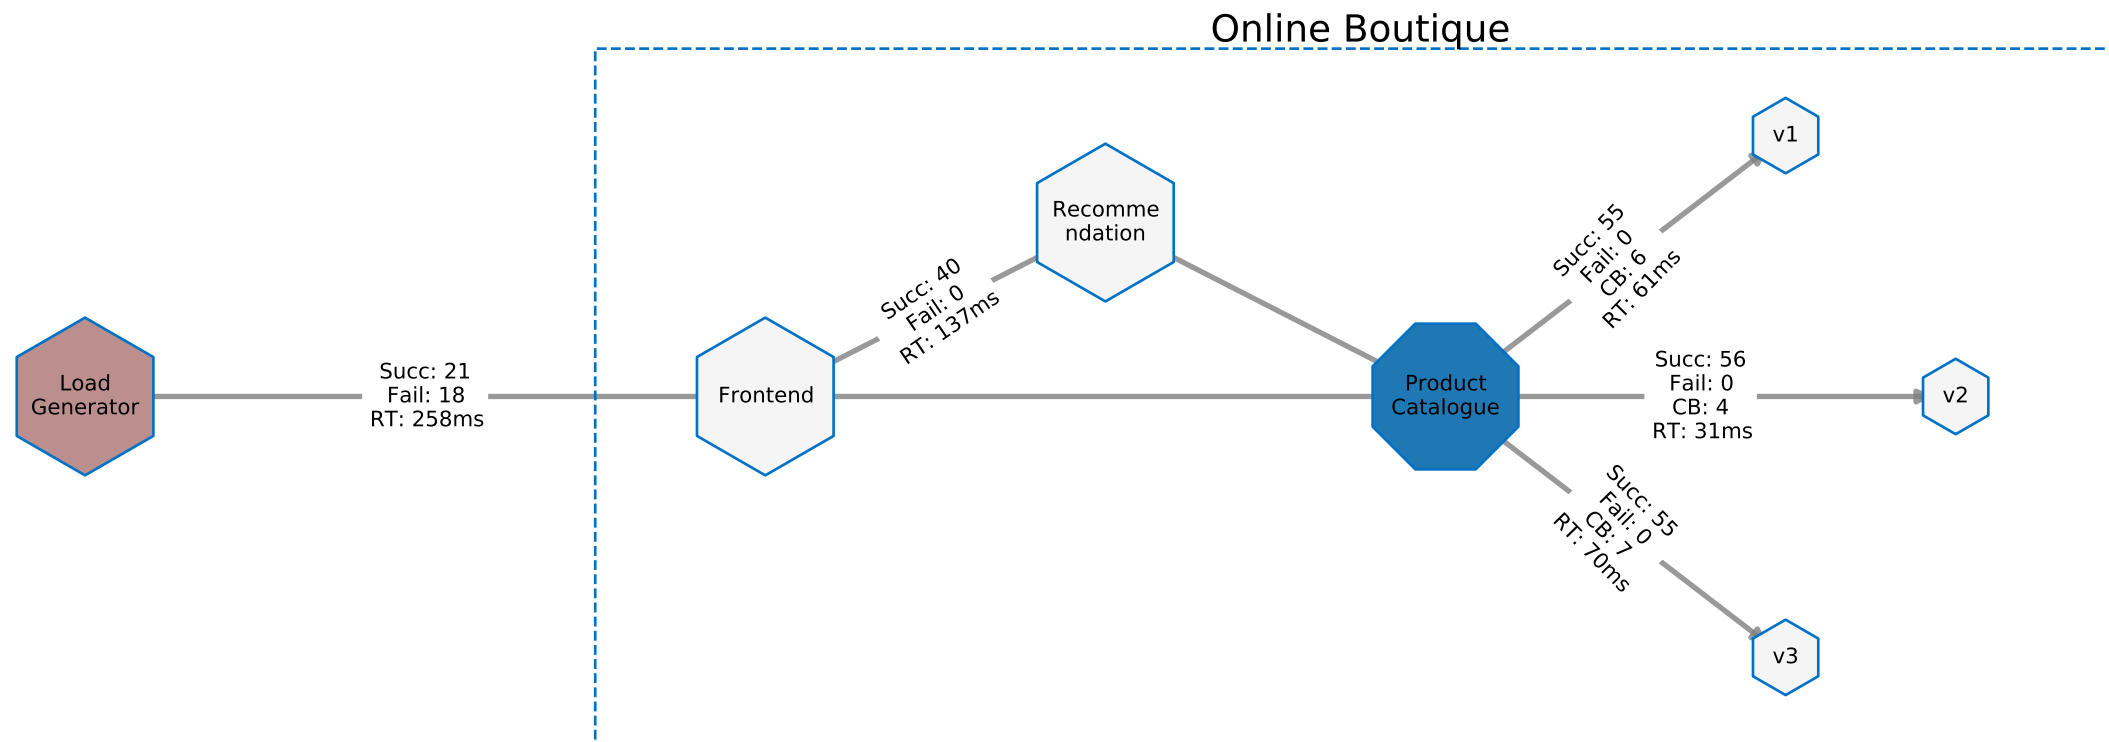 Online Boutique
Load
Generator
Succ: 21
Fail: 18
RT: 258ms
Frontend
Succ: 40
Fail: 0
RT: 137ms
Recomme
ndation
Product
Catalogue
Succ: 55
Fail: 0
CB: 6
RT: 61ms
v1
Succ: 56
Fail: 0
CB: 4
RT: 31ms
v2
Succ: 55
Fail: 0
CB: 7
RT: 70ms
v3